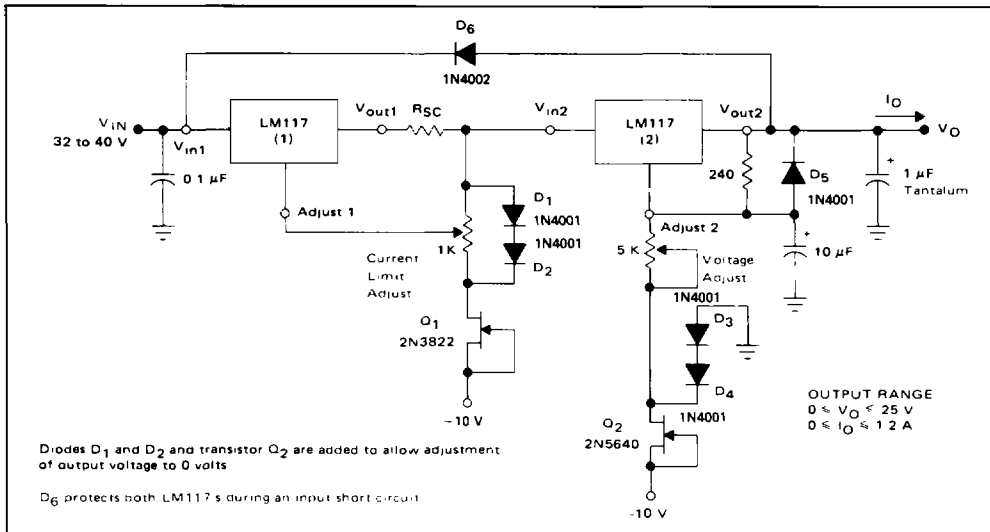 D6
1N4002
VIN
32 to 40 V
Vin1
LM117
(1)
Vout1
RSC
Vin2
LM117
(2)
Vout2
IO
VO
0 1 µF
Adjust 1
1K
Current
Limit
Adjust
D1
1N4001
1N4001
D2
Q1
2N3822
-10 V
240
D5
1N4001
+
1 µF
Tantalum
Adjust 2
5 K
Voltage
Adjust
+
10 µF
1N4001
D3
D4
1N4001
Q2
2N5640
-10 V
OUTPUT RANGE
0 ≤ VO ≤ 25 V
0 ≤ IO ≤ 1 2 A
Diodes D1 and D2 and transistor Q2 are added to allow adjustment
of output voltage to 0 volts
D6 protects both LM117's during an input short circuit